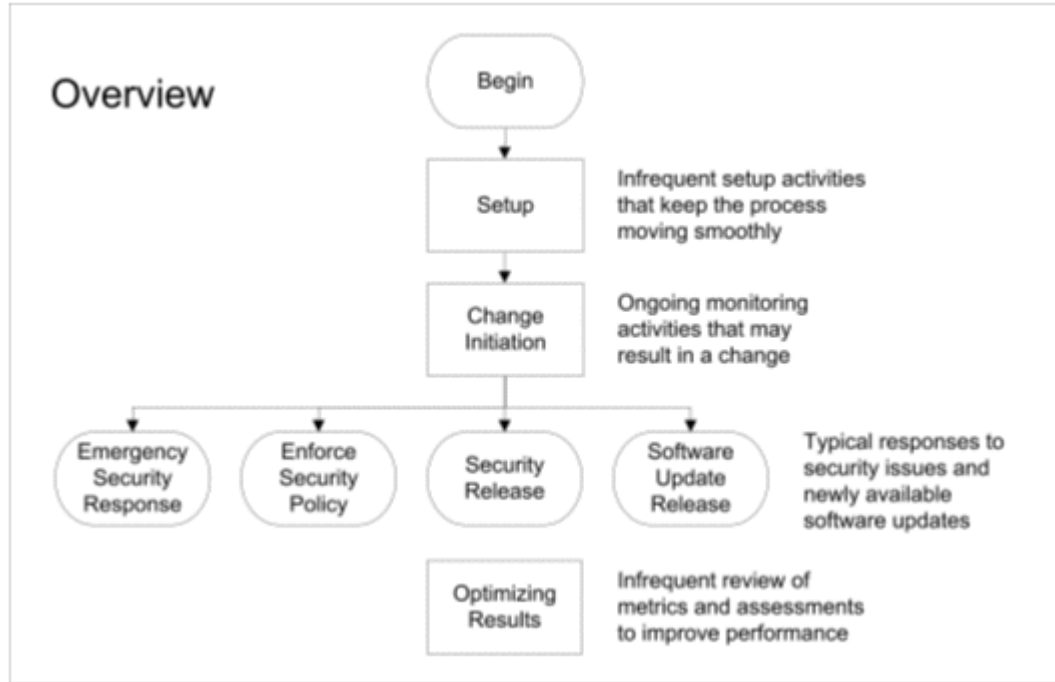 Overview
Begin
Setup
Infrequent setup activities
that keep the process
moving smoothly
Change
Initiation
Ongoing monitoring
activities that may
result in a change
Emergency
Security
Response
Enforce
Security
Policy
Security
Release
Software
Update
Release
Typical responses to
security issues and
newly available
software updates
Optimizing
Results
Infrequent review of
metrics and assessments
to improve performance